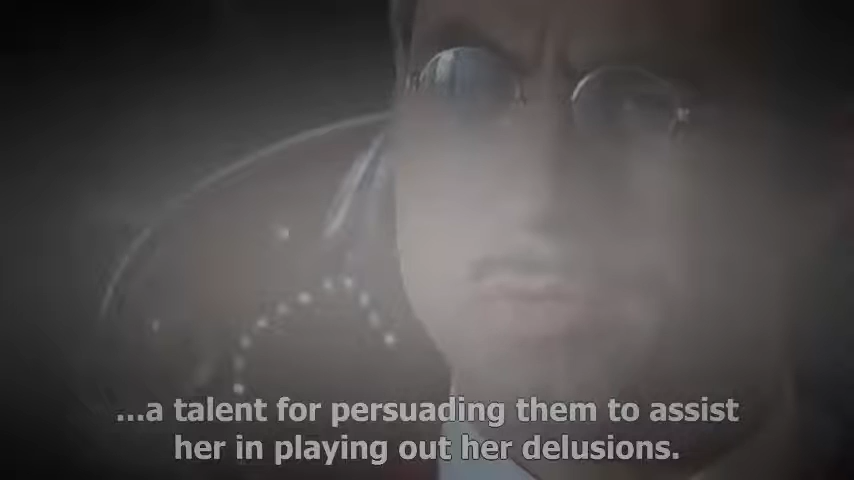 ...a talent for persuading them to assist
her in playing out her delusions.